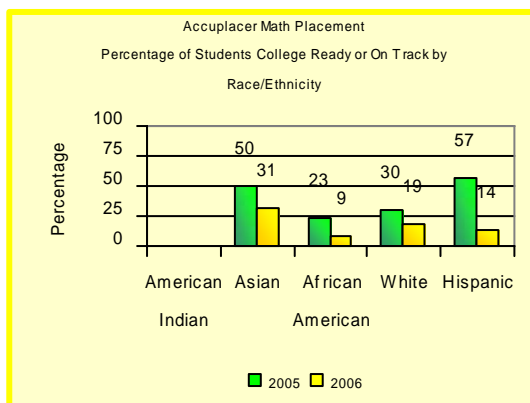 Accuplacer Math Placement
Percentage of Students College Ready or On Track by
Race/Ethnicity
Percentage
100
75
50
25
0
50
31
23
9
30
19
57
14
American Indian
Asian
African American
White
Hispanic
2005
2006